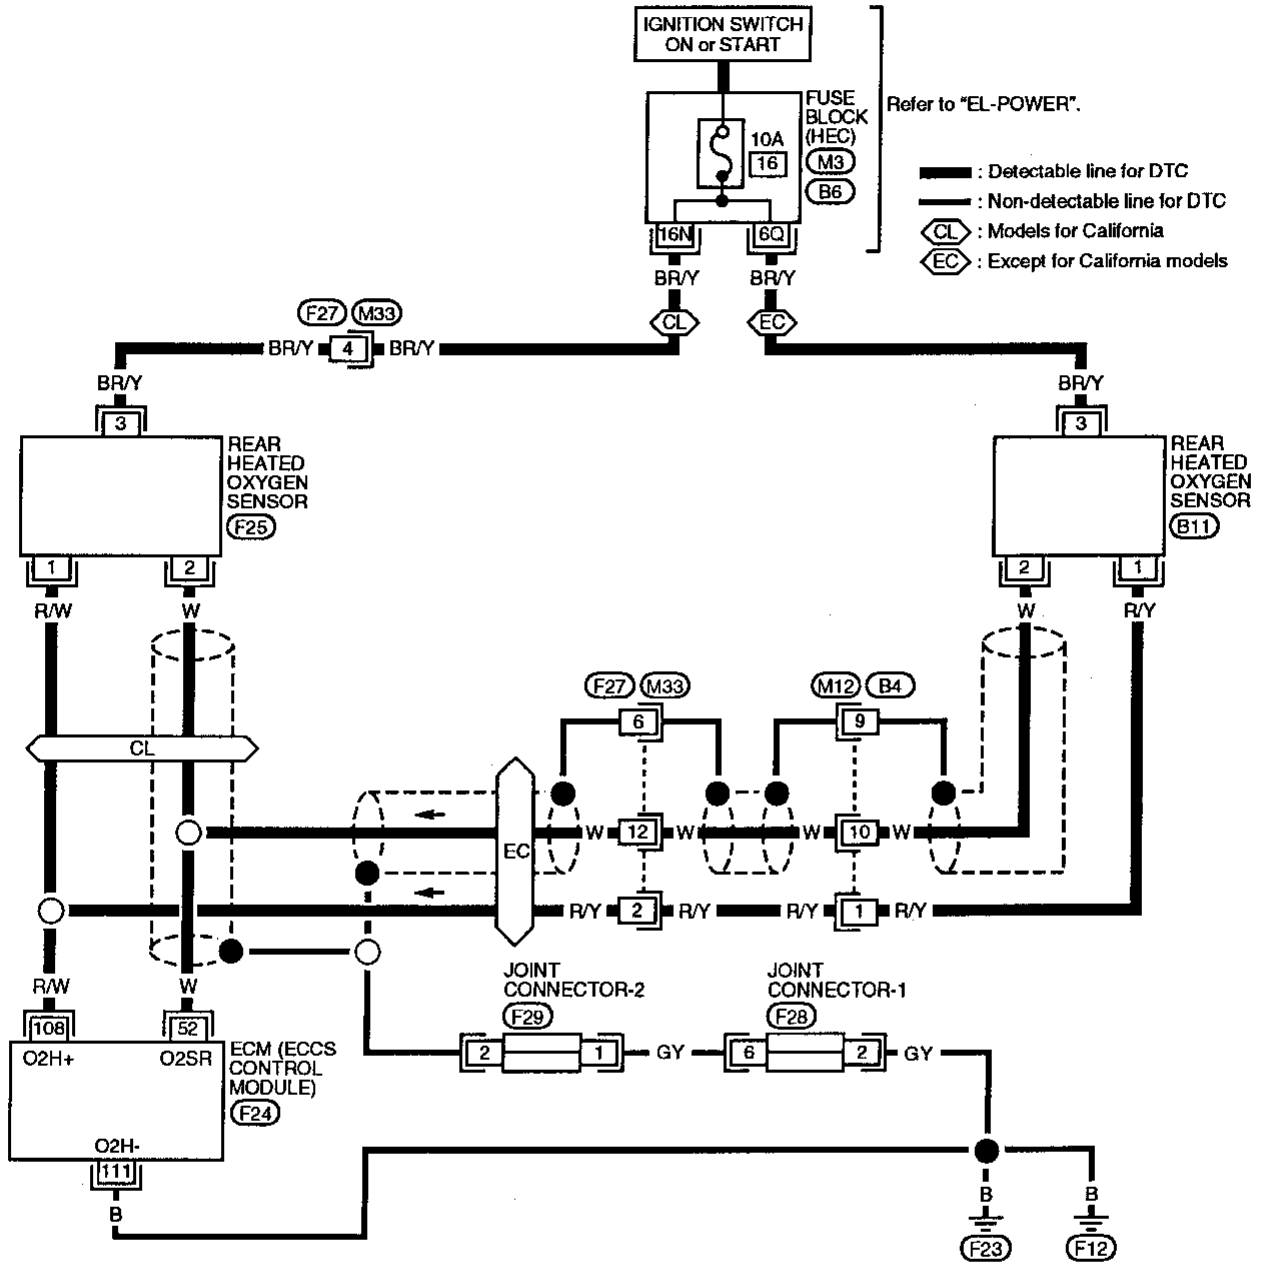 IGNITION SWITCH
ON or START
FUSE
BLOCK
(HEC)
M3
B6
10A
16
16N
6Q
Refer to "EL-POWER".
: Detectable line for DTC
: Non-detectable line for DTC
CL : Models for California
EC : Except for California models
BR/Y
BR/Y
CL
EC
F27 M33
BR/Y 4 BR/Y
BR/Y
BR/Y
3
3
REAR
HEATED
OXYGEN
SENSOR
F25
REAR
HEATED
OXYGEN
SENSOR
B11
1
2
2
1
R/W
W
W
R/Y
F27 M33
M12 B4
6
9
CL
W 12 W
W 10 W
EC
R/Y 2 R/Y
R/Y 1 R/Y
R/W
W
JOINT
CONNECTOR-2
F29
JOINT
CONNECTOR-1
F28
108
52
O2H+
O2SR
ECM (ECCS
CONTROL
MODULE)
F24
2
1
GY
6
2
GY
O2H-
111
B
B
B
F23
F12